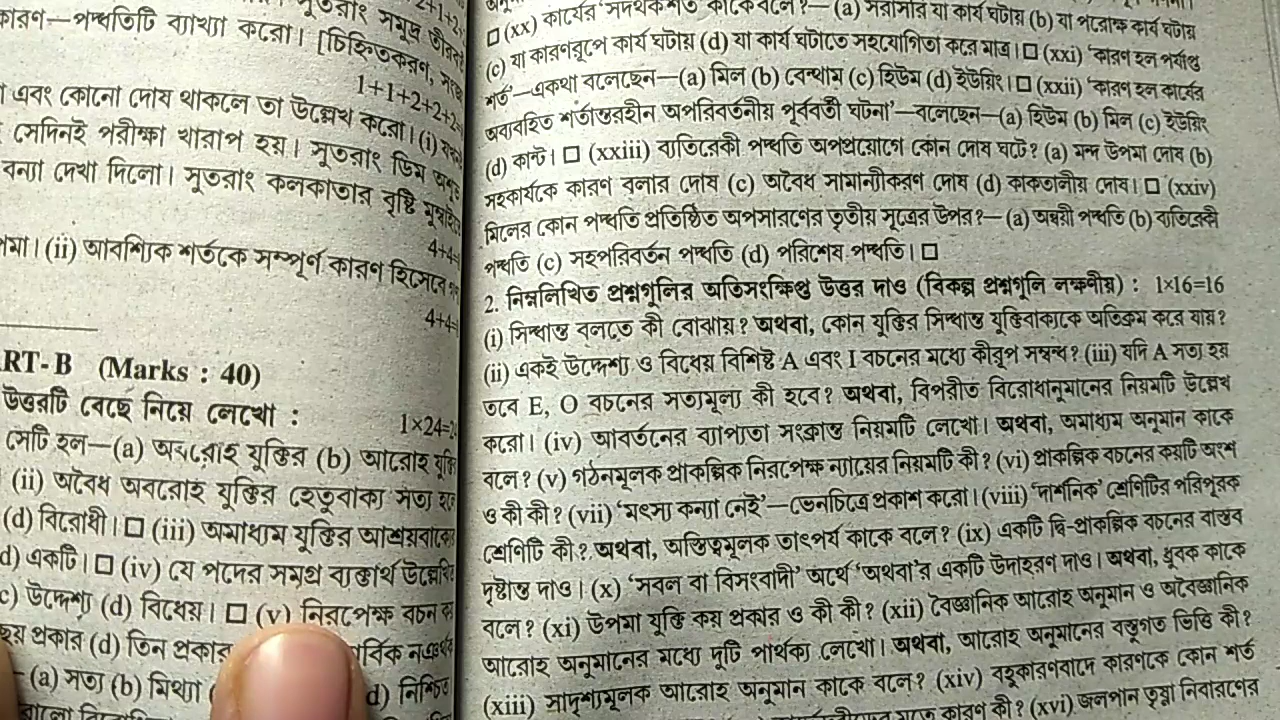 2+1+2
সুতরাং সমুদ্র তীরবর্তী
কারণ—পদ্ধতিটি ব্যাখ্যা করো। [চিহ্নিতকরণ, সংজ্ঞা
1+1+2+2+2=
এবং কোনো দোষ থাকলে তা উল্লেখ করো। (i)
সেদিনই পরীক্ষা খারাপ হয়। সুতরাং ডিম অশুভ
বন্যা দেখা দিলো। সুতরাং কলকাতার বৃষ্টি
4+4=
(ii) আবশ্যিক শর্তকে সম্পূর্ণ কারণ হিসেবে
4+4=
RT-B (Marks : 40)
উত্তরটি বেছে নিয়ে লেখো :
1×24=2
সেটি হল—(a) অবরোহ যুক্তির (b) আরোহ যুক্তি
(ii) অবৈধ অবরোহ যুক্তির হেতুবাক্য সত্য হলে
(d) বিরোধী। □ (iii) অমাধ্যম যুক্তির আশ্রয়বাক্যে
d) একটি। □ (iv) যে পদের সমগ্র ব্যক্ত্যর্থ উল্লেখিত
c) উদ্দেশ্য (d) বিধেয়। □ (v) নিরপেক্ষ বচন
ছয় প্রকার (d) তিন প্রকার
(a) সত্য (b) মিথ্যা d) নিশ্চিত
□ (xx) কার্যের 'সদর্থক শর্ত' কাকে বলে?—(a) সরাসরি যা কার্য ঘটায় (b) যা পরোক্ষে কার্য ঘটায়
(c) যা কারণরূপে কার্য ঘটায় (d) যা কার্য ঘটাতে সহযোগিতা করে মাত্র। □ (xxi) 'কারণ হল পর্যাপ্ত
শর্ত'—একথা বলেছেন—(a) মিল (b) বেন্থাম (c) হিউম (d) ইউয়িং। □ (xxii) 'কারণ হল কার্যের
অব্যবহিত শর্তান্তরহীন অপরিবর্তনীয় পূর্ববর্তী ঘটনা'—বলেছেন—(a) হিউম (b) মিল (c) ইউয়িং
(d) কান্ট। □ (xxiii) ব্যতিরেকী পদ্ধতি অপপ্রয়োগে কোন দোষ ঘটে? (a) মন্দ উপমা দোষ (b)
সহকার্যকে কারণ বলার দোষ (c) অবৈধ সামান্যীকরণ দোষ (d) কাকতালীয় দোষ। □ (xxiv)
মিলের কোন পদ্ধতি প্রতিষ্ঠিত অপসারণের তৃতীয় সূত্রের উপর?—(a) অন্বয়ী পদ্ধতি (b) ব্যতিরেকী
পদ্ধতি (c) সহপরিবর্তন পদ্ধতি (d) পরিশেষ পদ্ধতি। □
2. নিম্নলিখিত প্রশ্নগুলির অতিসংক্ষিপ্ত উত্তর দাও (বিকল্প প্রশ্নগুলি লক্ষণীয়) : 1×16=16
(i) সিদ্ধান্ত বলতে কী বোঝায়? অথবা, কোন যুক্তির সিদ্ধান্ত যুক্তিবাক্যকে অতিক্রম করে যায়?
(ii) একই উদ্দেশ্য ও বিধেয় বিশিষ্ট A এবং I বচনের মধ্যে কীরূপ সম্বন্ধ? (iii) যদি A সত্য হয়
তবে E, O বচনের সত্যমূল্য কী হবে? অথবা, বিপরীত বিরোধানুমানের নিয়মটি উল্লেখ
করো। (iv) আবর্তনের ব্যাপ্যতা সংক্রান্ত নিয়মটি লেখো। অথবা, অমাধ্যম অনুমান কাকে
বলে? (v) গঠনমূলক প্রাকল্পিক নিরপেক্ষ ন্যায়ের নিয়মটি কী? (vi) প্রাকল্পিক বচনের কয়টি অংশ
ও কী কী? (vii) 'মৎস্য কন্যা নেই'—ভেনচিত্রে প্রকাশ করো। (viii) 'দার্শনিক' শ্রেণিটির পরিপূরক
শ্রেণিটি কী? অথবা, অস্তিত্বমূলক তাৎপর্য কাকে বলে? (ix) একটি দ্বি-প্রাকল্পিক বচনের বাস্তব
দৃষ্টান্ত দাও। (x) 'সবল বা বিসংবাদী' অর্থে 'অথবা'র একটি উদাহরণ দাও। অথবা, ধ্রুবক কাকে
বলে? (xi) উপমা যুক্তি কয় প্রকার ও কী কী? (xii) বৈজ্ঞানিক আরোহ অনুমান ও অবৈজ্ঞানিক
আরোহ অনুমানের মধ্যে দুটি পার্থক্য লেখো। অথবা, আরোহ অনুমানের বস্তুগত ভিত্তি কী?
(xiii) সাদৃশ্যমূলক আরোহ অনুমান কাকে বলে? (xiv) বহুকারণবাদে কারণকে কোন শর্ত
কারণ কী? (xvi) জলপান তৃষ্ণা নিবারণের